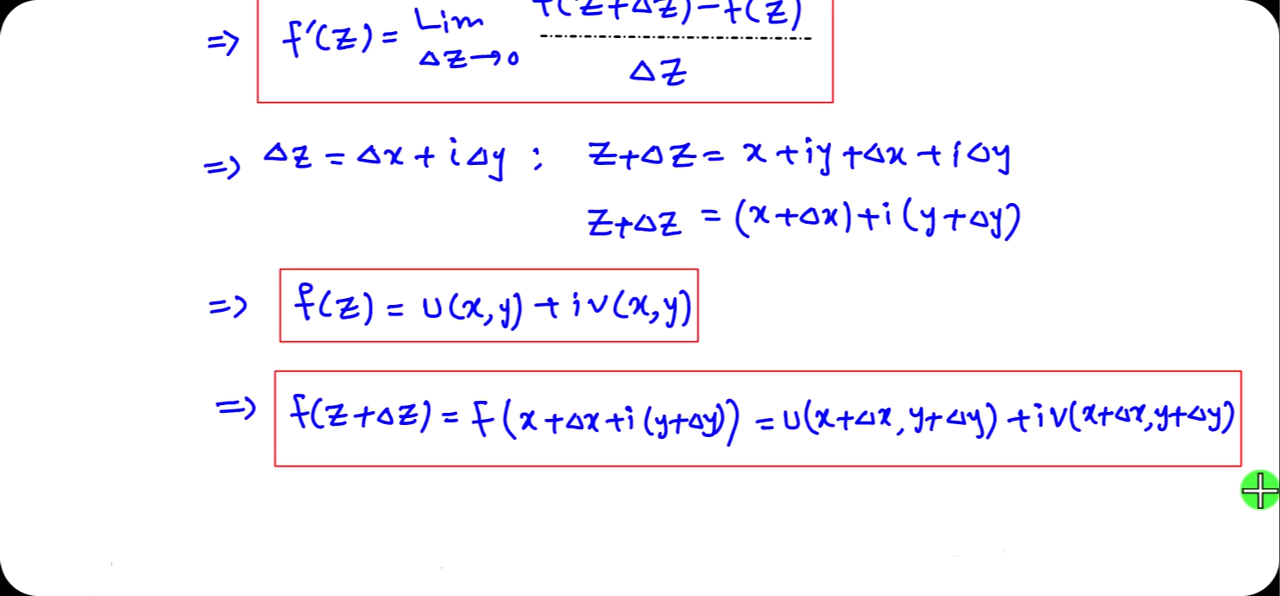 => f'(z) = Lim Δz→0 f(z+Δz)-f(z) / Δz
=> Δz = Δx + iΔy ; z+Δz = x+iy+Δx+iΔy
z+Δz = (x+Δx)+i(y+Δy)
=> f(z) = u(x,y) + iv(x,y)
=> f(z+Δz) = f(x+Δx+i(y+Δy)) = u(x+Δx, y+Δy) + iv(x+Δx, y+Δy)